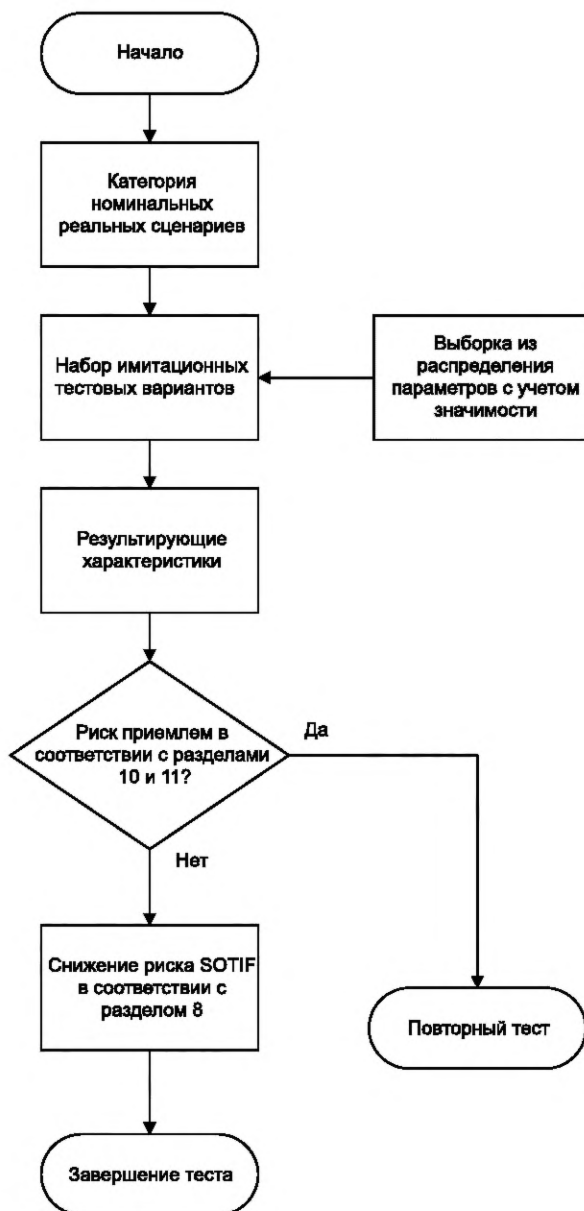 Начало
Категория
номинальных
реальных сценариев
Набор имитационных
тестовых вариантов
Выборка из
распределения
параметров с учетом
значимости
Результирующие
характеристики
Риск приемлем в
соответствии с разделами
10 и 11?
Да
Нет
Снижение риска SOTIF
в соответствии с
разделом 8
Повторный тест
Завершение теста